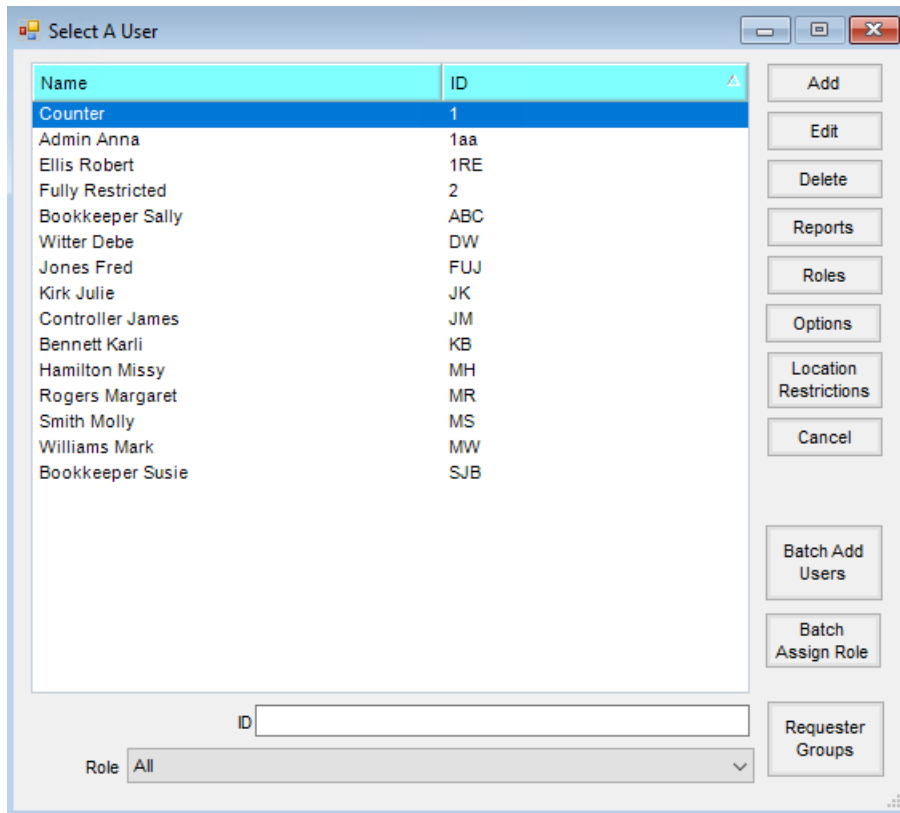 Select A User
Name ID
Counter 1
Admin Anna 1aa
Ellis Robert 1RE
Fully Restricted 2
Bookkeeper Sally ABC
Witter Debe DW
Jones Fred FUJ
Kirk Julie JK
Controller James JM
Bennett Karli KB
Hamilton Missy MH
Rogers Margaret MR
Smith Molly MS
Williams Mark MW
Bookkeeper Susie SJB
ID
Role All
Add
Edit
Delete
Reports
Roles
Options
Location
Restrictions
Cancel
Batch Add
Users
Batch
Assign Role
Requester
Groups